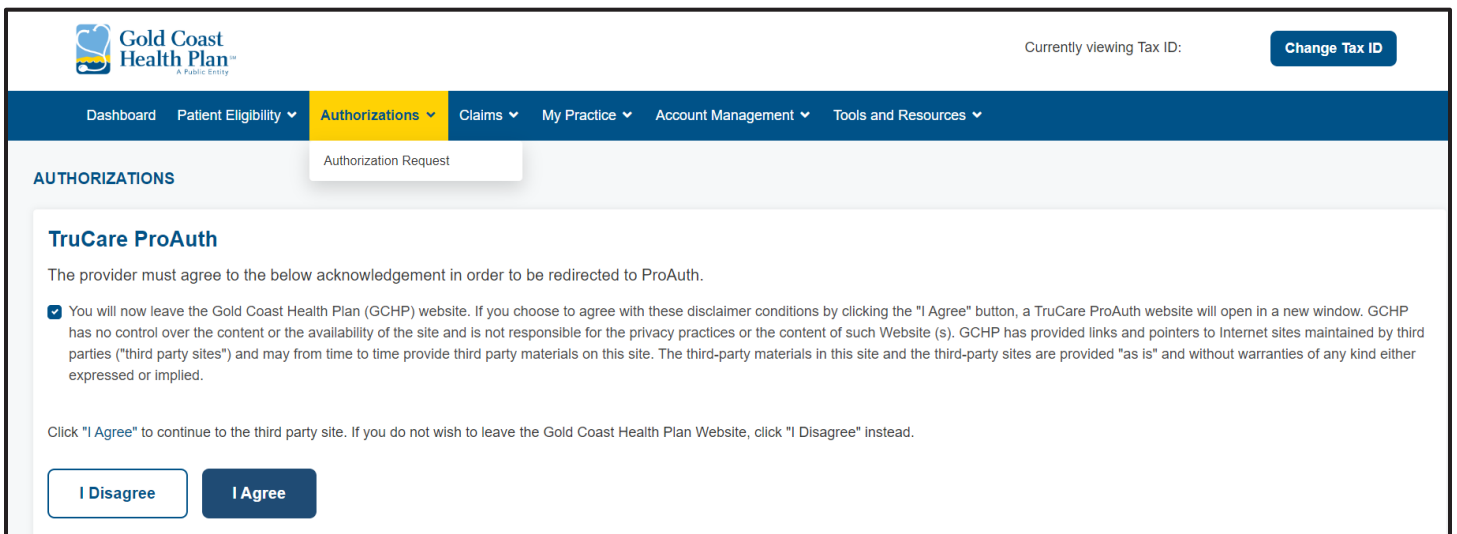 Gold Coast
Health Plan℠
A Public Entity
Currently viewing Tax ID:
Change Tax ID
Dashboard Patient Eligibility Authorizations Claims My Practice Account Management Tools and Resources
Authorization Request
AUTHORIZATIONS
TruCare ProAuth
The provider must agree to the below acknowledgement in order to be redirected to ProAuth.
You will now leave the Gold Coast Health Plan (GCHP) website. If you choose to agree with these disclaimer conditions by clicking the "I Agree" button, a TruCare ProAuth website will open in a new window. GCHP
has no control over the content or the availability of the site and is not responsible for the privacy practices or the content of such Website (s). GCHP has provided links and pointers to Internet sites maintained by third
parties ("third party sites") and may from time to time provide third party materials on this site. The third-party materials in this site and the third-party sites are provided "as is" and without warranties of any kind either
expressed or implied.
Click "I Agree" to continue to the third party site. If you do not wish to leave the Gold Coast Health Plan Website, click "I Disagree" instead.
I Disagree
I Agree